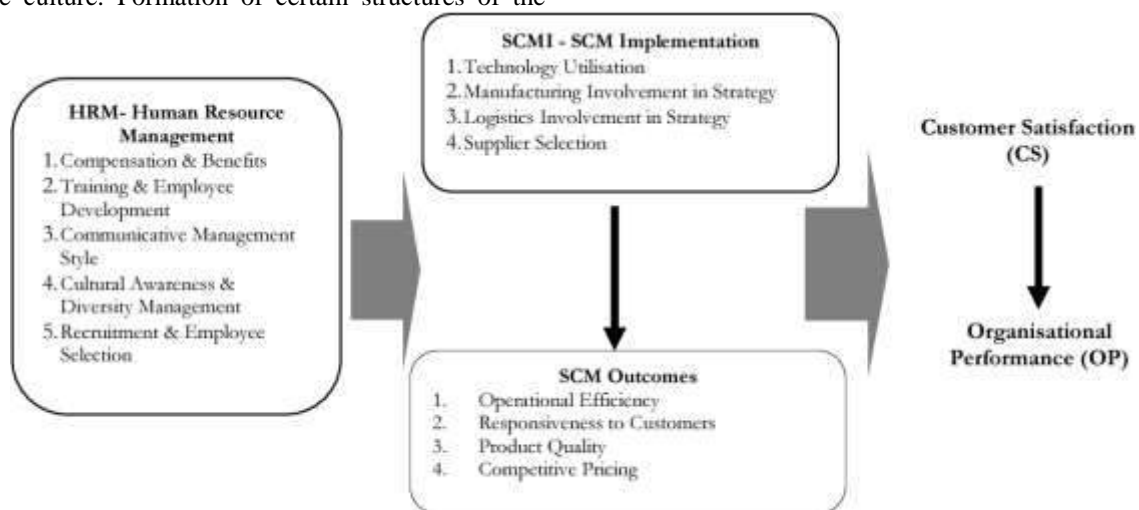 e culture. Formation of certain structures of the
SCMI - SCM Implementation
1. Technology Utilisation
2. Manufacturing Involvement in Strategy
3. Logistics Involvement in Strategy
4. Supplier Selection
HRM- Human Resource
Management
1. Compensation & Benefits
2. Training & Employee
Development
3. Communicative Management
Style
4. Cultural Awareness &
Diversity Management
5. Recruitment & Employee
Selection
Customer Satisfaction
(CS)
Organisational
Performance (OP)
SCM Outcomes
1. Operational Efficiency
2. Responsiveness to Customers
3. Product Quality
4. Competitive Pricing